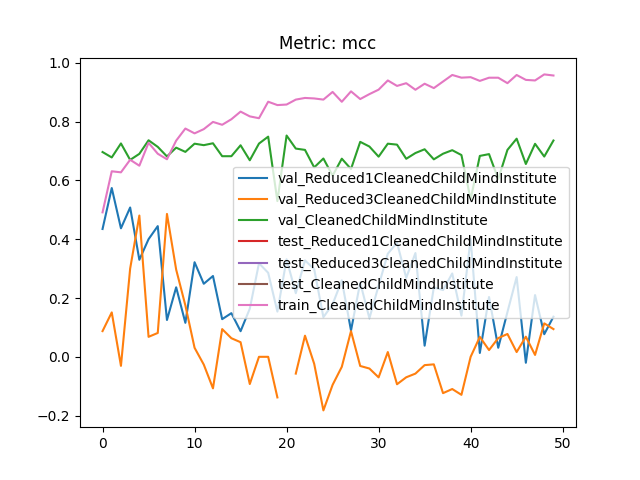 Metric: mcc
1.0
0.8
0.6
0.4
0.2
0.0
−0.2
val_Reduced1CleanedChildMindInstitute
val_Reduced3CleanedChildMindInstitute
val_CleanedChildMindInstitute
test_Reduced1CleanedChildMindInstitute
test_Reduced3CleanedChildMindInstitute
test_CleanedChildMindInstitute
train_CleanedChildMindInstitute
0 10 20 30 40 50